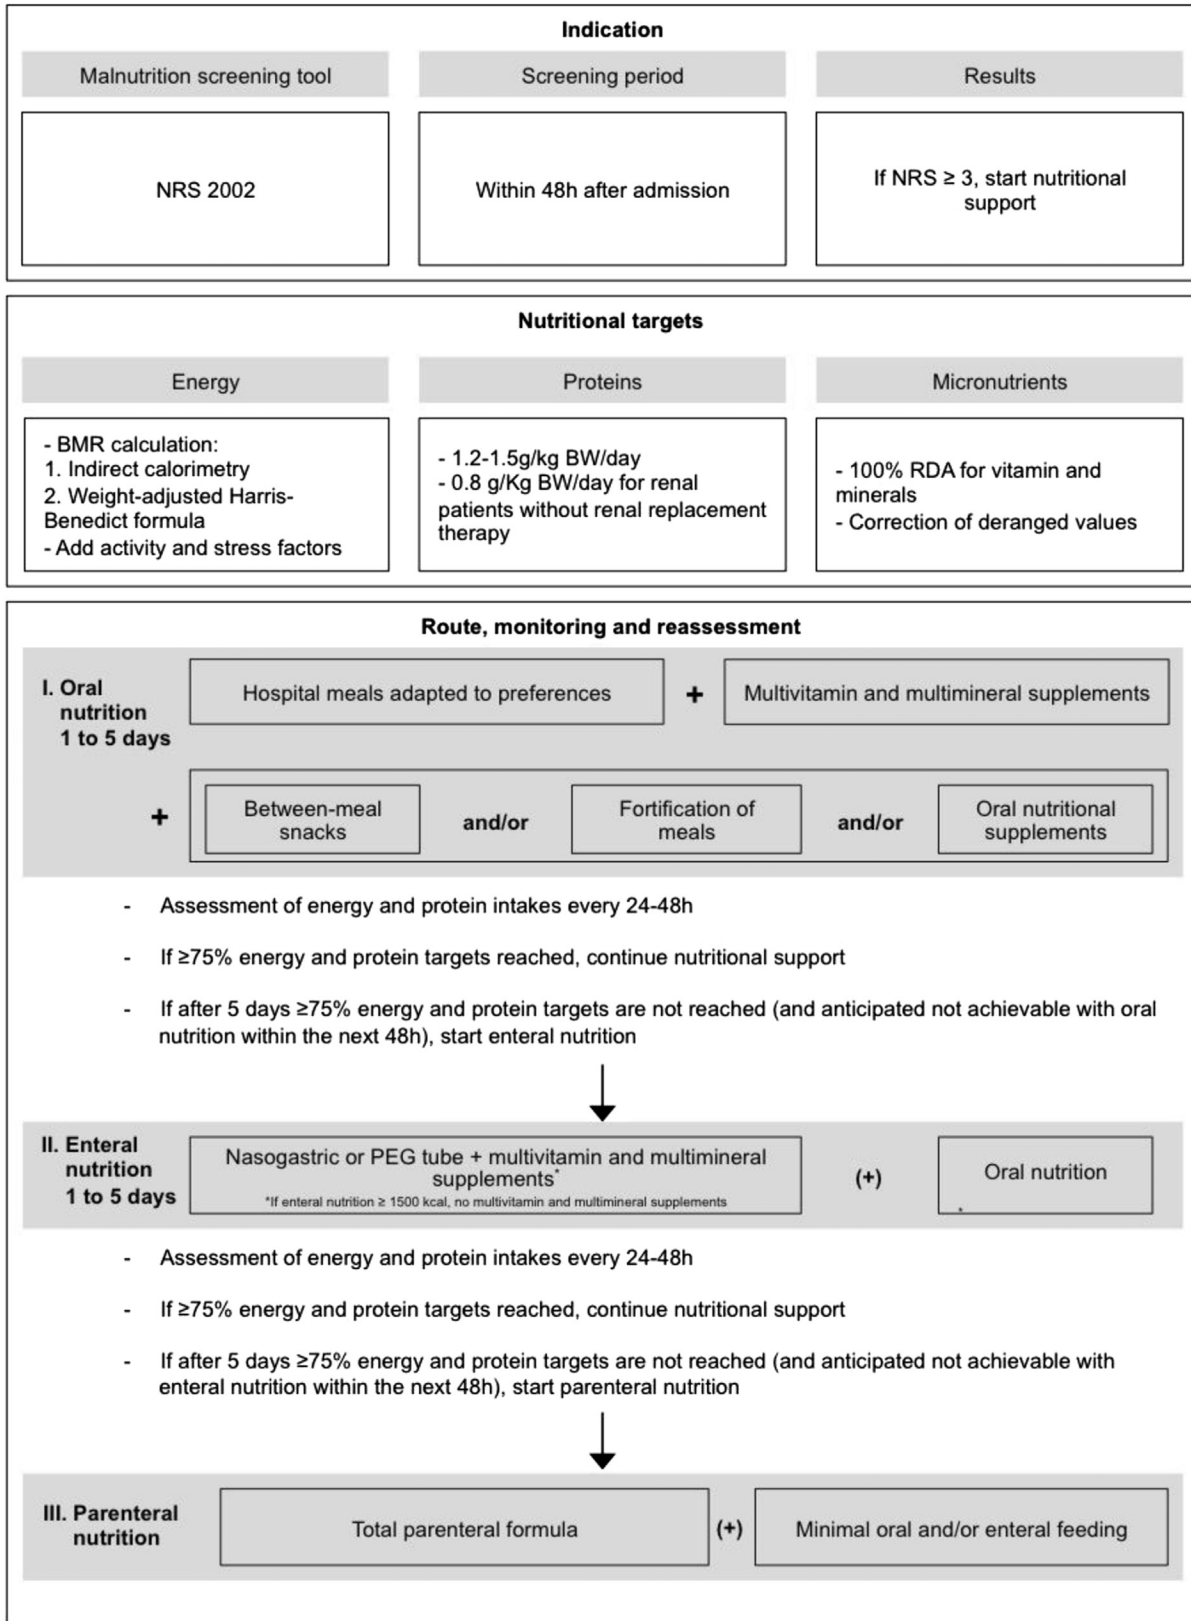 Indication
Malnutrition screening tool
Screening period
Results
NRS 2002
Within 48h after admission
If NRS ≥ 3, start nutritional
support
Nutritional targets
Energy
Proteins
Micronutrients
- BMR calculation:
1. Indirect calorimetry
2. Weight-adjusted Harris-
Benedict formula
- Add activity and stress factors
- 1.2-1.5g/kg BW/day
- 0.8 g/Kg BW/day for renal
patients without renal replacement
therapy
- 100% RDA for vitamin and
minerals
- Correction of deranged values
Route, monitoring and reassessment
I. Oral
nutrition
1 to 5 days
Hospital meals adapted to preferences
+
Multivitamin and multimineral supplements
+
Between-meal
snacks
and/or
Fortification of
meals
and/or
Oral nutritional
supplements
- Assessment of energy and protein intakes every 24-48h
- If ≥75% energy and protein targets reached, continue nutritional support
- If after 5 days ≥75% energy and protein targets are not reached (and anticipated not achievable with oral
nutrition within the next 48h), start enteral nutrition
II. Enteral
nutrition
1 to 5 days
Nasogastric or PEG tube + multivitamin and multimineral
supplements*
*If enteral nutrition ≥ 1500 kcal, no multivitamin and multimineral supplements
(+)
Oral nutrition
*
- Assessment of energy and protein intakes every 24-48h
- If ≥75% energy and protein targets reached, continue nutritional support
- If after 5 days ≥75% energy and protein targets are not reached (and anticipated not achievable with
enteral nutrition within the next 48h), start parenteral nutrition
III. Parenteral
nutrition
Total parenteral formula
(+)
Minimal oral and/or enteral feeding